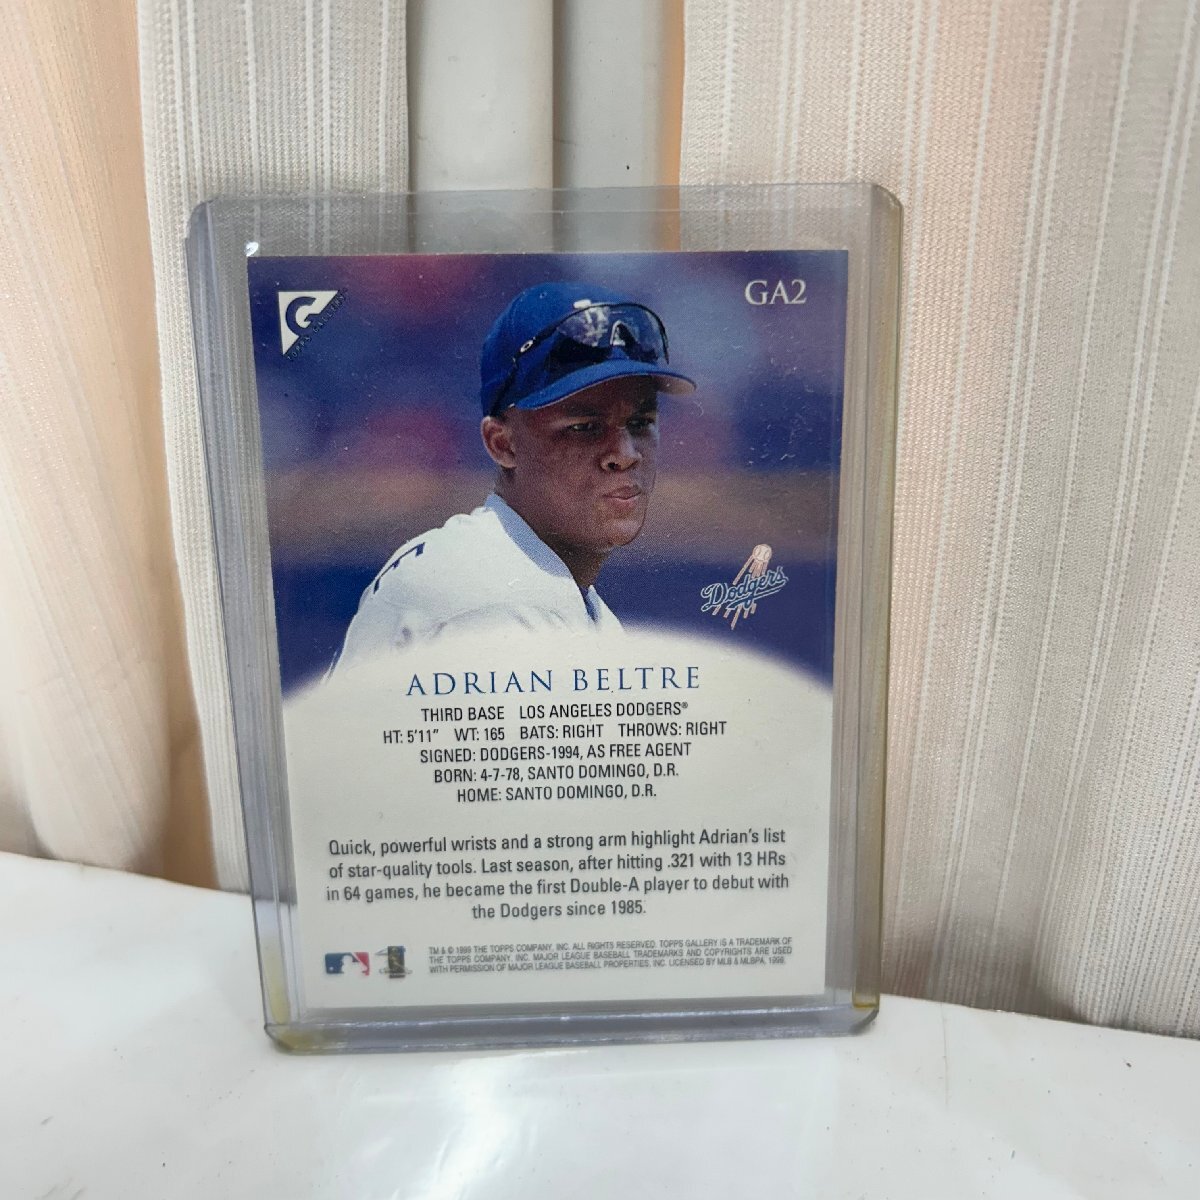 GA2
G
TOPPS GALLERY
LA
Dodgers
ADRIAN BELTRE
THIRD BASE LOS ANGELES DODGERS®
HT: 5'11" WT: 165 BATS: RIGHT THROWS: RIGHT
SIGNED: DODGERS-1994, AS FREE AGENT
BORN: 4-7-78, SANTO DOMINGO, D.R.
HOME: SANTO DOMINGO, D.R.
Quick, powerful wrists and a strong arm highlight Adrian's list
of star-quality tools. Last season, after hitting .321 with 13 HRs
in 64 games, he became the first Double-A player to debut with
the Dodgers since 1985.
TM & © 1999 THE TOPPS COMPANY, INC. ALL RIGHTS RESERVED. TOPPS GALLERY IS A TRADEMARK OF
THE TOPPS COMPANY, INC. MAJOR LEAGUE BASEBALL TRADEMARKS AND COPYRIGHTS ARE USED
WITH PERMISSION OF MAJOR LEAGUE BASEBALL PROPERTIES, INC. LICENSED BY MLB & MLBPA, 1999.